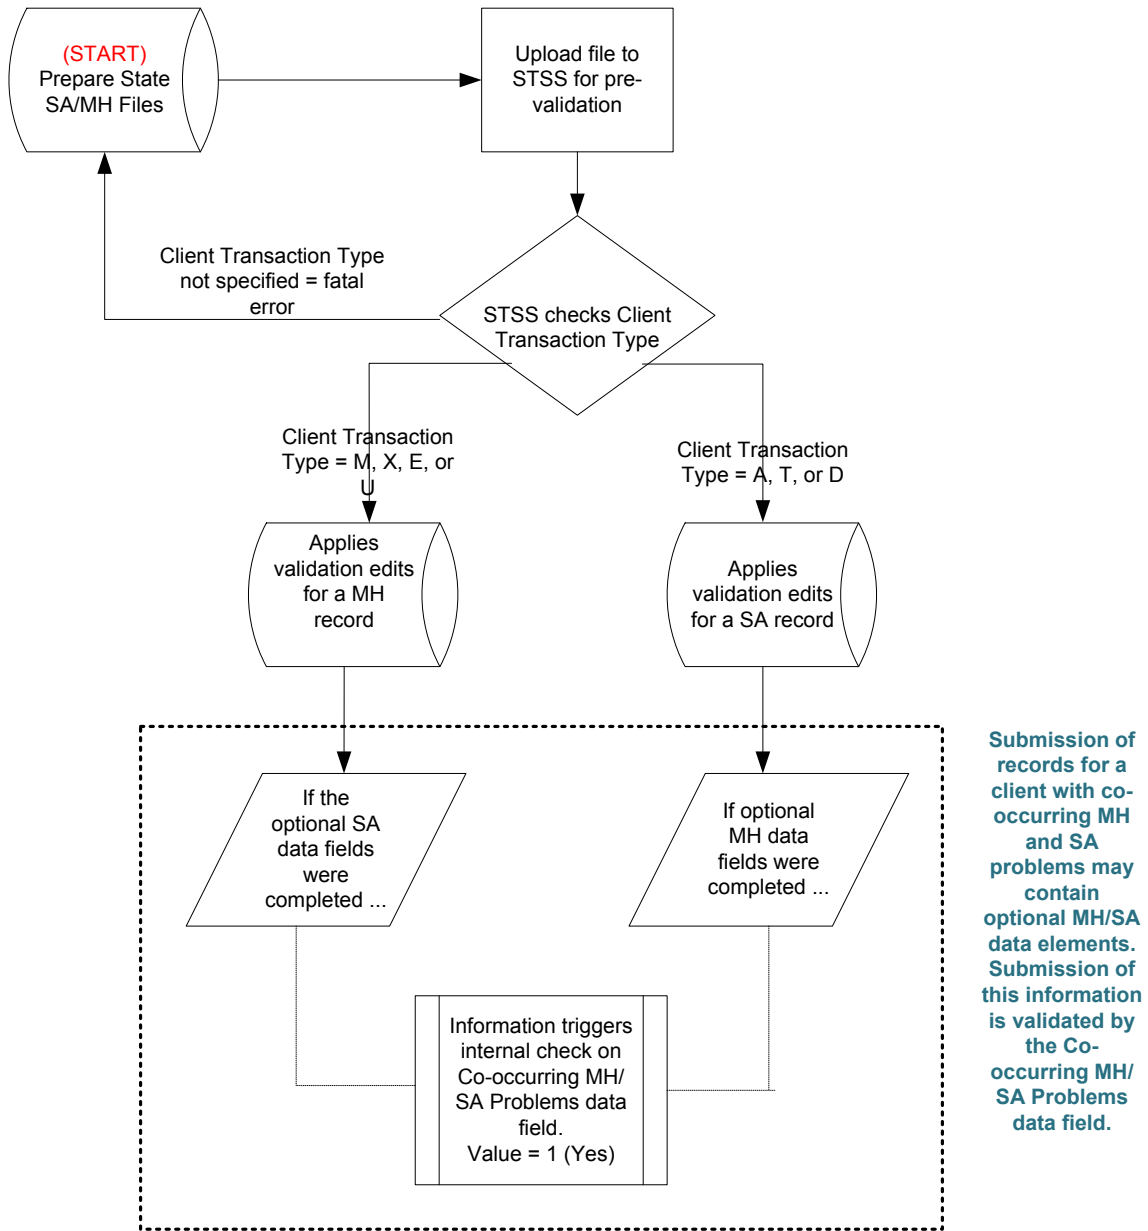 (START)
Prepare State
SA/MH Files
Upload file to
STSS for pre-
validation
Client Transaction Type
not specified = fatal
error
STSS checks Client
Transaction Type
Client Transaction
Type = M, X, E, or
U
Client Transaction
Type = A, T, or D
Applies
validation edits
for a MH
record
Applies
validation edits
for a SA record
If the
optional SA
data fields
were
completed ...
If optional
MH data
fields were
completed ...
Information triggers
internal check on
Co-occurring MH/
SA Problems data
field.
Value = 1 (Yes)
Submission of
records for a
client with co-
occurring MH
and SA
problems may
contain
optional MH/SA
data elements.
Submission of
this information
is validated by
the Co-
occurring MH/
SA Problems
data field.